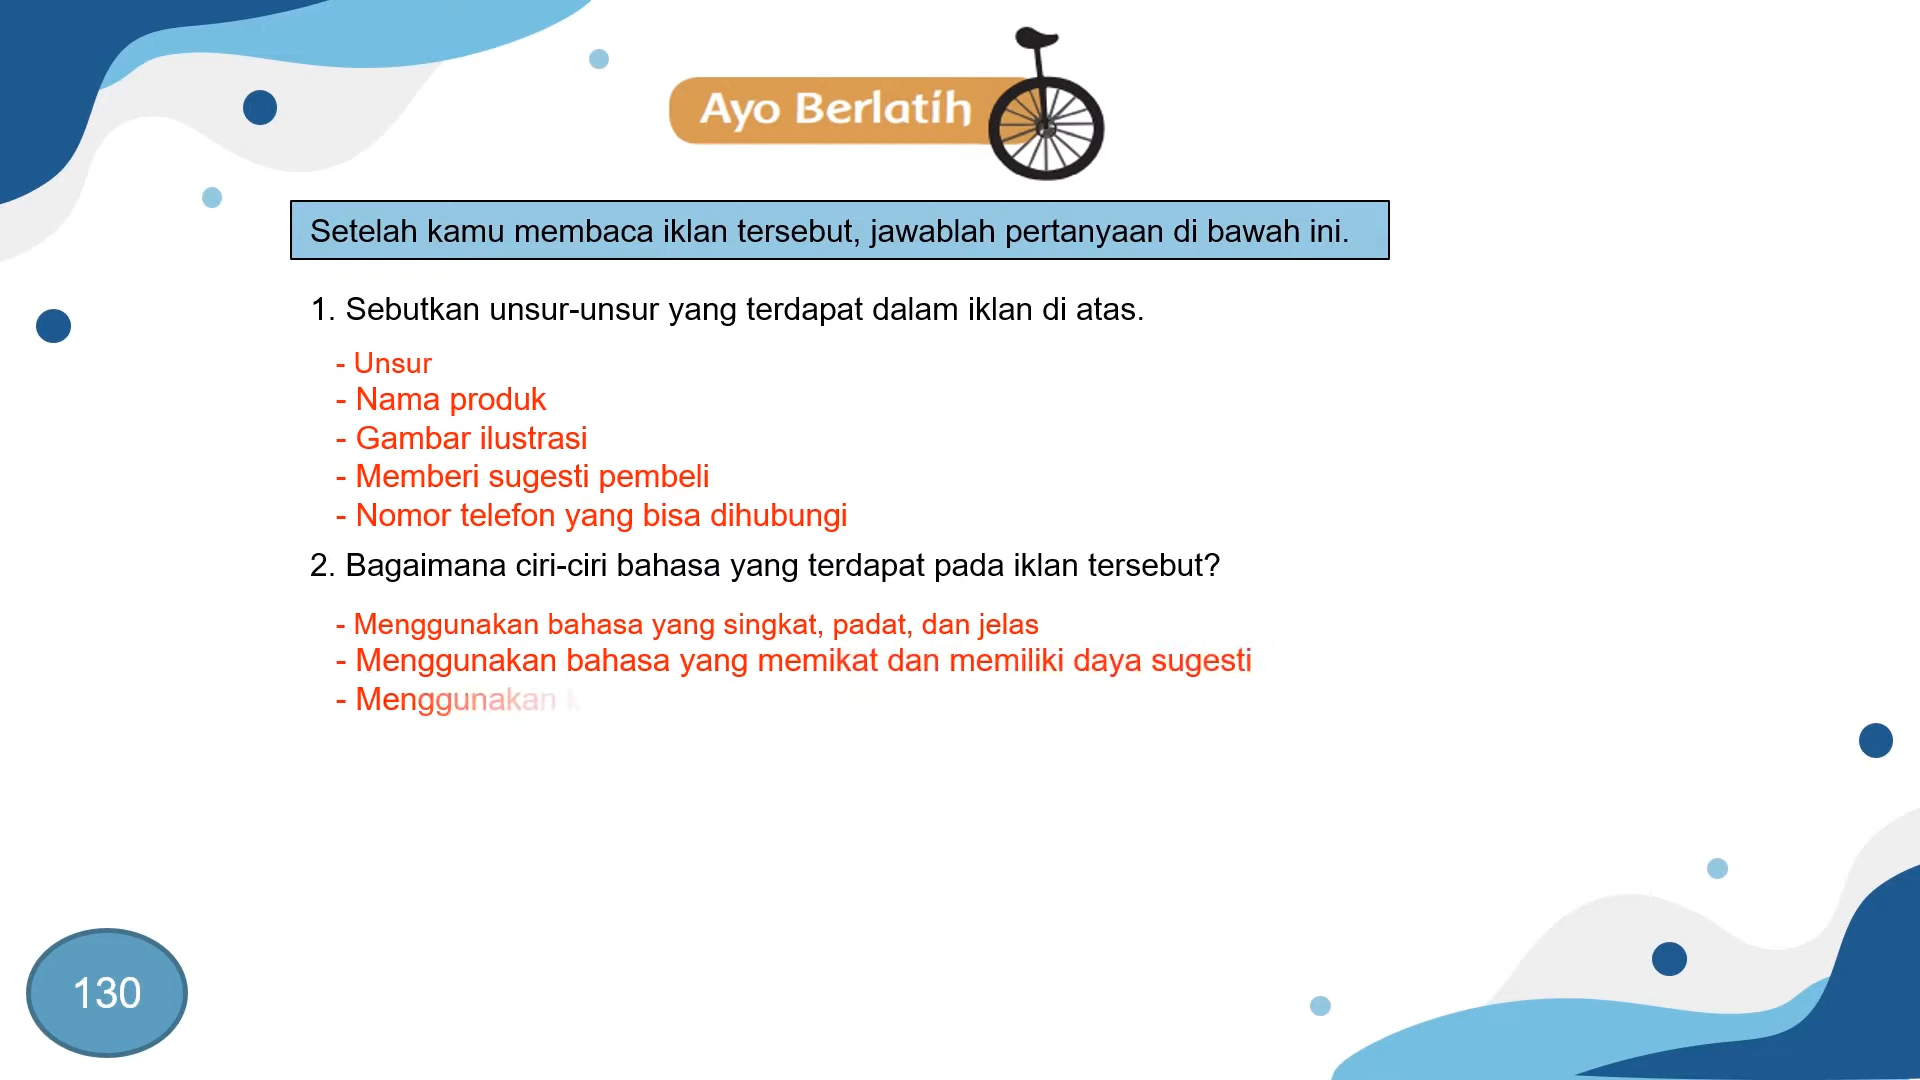 Ayo Berlatih
Setelah kamu membaca iklan tersebut, jawablah pertanyaan di bawah ini.
1. Sebutkan unsur-unsur yang terdapat dalam iklan di atas.
- Unsur
- Nama produk
- Gambar ilustrasi
- Memberi sugesti pembeli
- Nomor telefon yang bisa dihubungi
2. Bagaimana ciri-ciri bahasa yang terdapat pada iklan tersebut?
- Menggunakan bahasa yang singkat, padat, dan jelas
- Menggunakan bahasa yang memikat dan memiliki daya sugesti
- Menggunakan
130